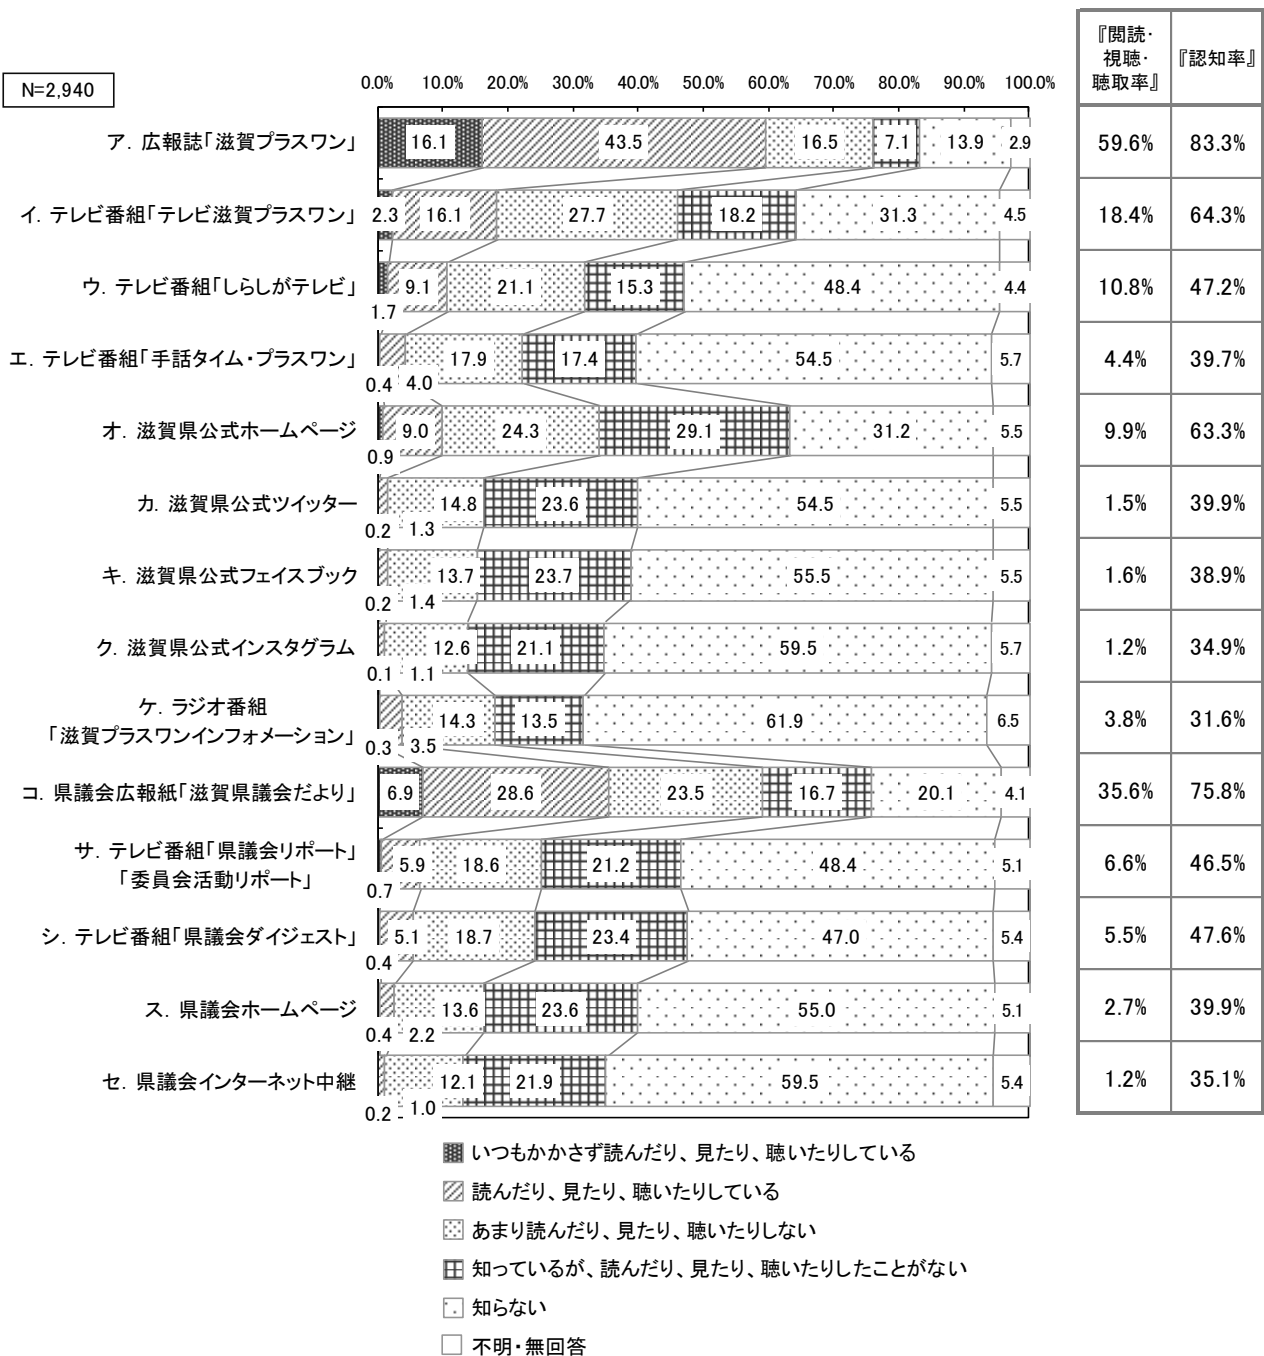 『閲読・
視聴・
聴取率』
『認知率』
N=2,940
0.0% 10.0% 20.0% 30.0% 40.0% 50.0% 60.0% 70.0% 80.0% 90.0% 100.0%
ア. 広報誌「滋賀プラスワン」 16.1 43.5 16.5 7.1 13.9 2.9 59.6% 83.3%
イ. テレビ番組「テレビ滋賀プラスワン」 2.3 16.1 27.7 18.2 31.3 4.5 18.4% 64.3%
ウ. テレビ番組「しらしがテレビ」 9.1 21.1 15.3 48.4 4.4 10.8% 47.2%
1.7
エ. テレビ番組「手話タイム・プラスワン」 17.9 17.4 54.5 5.7 4.4% 39.7%
0.4 4.0
オ. 滋賀県公式ホームページ 9.0 24.3 29.1 31.2 5.5 9.9% 63.3%
0.9
カ. 滋賀県公式ツイッター 14.8 23.6 54.5 5.5 1.5% 39.9%
0.2 1.3
キ. 滋賀県公式フェイスブック 13.7 23.7 55.5 5.5 1.6% 38.9%
0.2 1.4
ク. 滋賀県公式インスタグラム 12.6 21.1 59.5 5.7 1.2% 34.9%
0.1 1.1
ケ. ラジオ番組
「滋賀プラスワンインフォメーション」 14.3 13.5 61.9 6.5 3.8% 31.6%
0.3 3.5
コ. 県議会広報紙「滋賀県議会だより」 6.9 28.6 23.5 16.7 20.1 4.1 35.6% 75.8%
サ. テレビ番組「県議会リポート」
「委員会活動リポート」 5.9 18.6 21.2 48.4 5.1 6.6% 46.5%
0.7
シ. テレビ番組「県議会ダイジェスト」 5.1 18.7 23.4 47.0 5.4 5.5% 47.6%
0.4
ス. 県議会ホームページ 13.6 23.6 55.0 5.1 2.7% 39.9%
0.4 2.2
セ. 県議会インターネット中継 12.1 21.9 59.5 5.4 1.2% 35.1%
0.2 1.0
いつもかかさず読んだり、見たり、聴いたりしている
読んだり、見たり、聴いたりしている
あまり読んだり、見たり、聴いたりしない
知っているが、読んだり、見たり、聴いたりしたことがない
知らない
不明・無回答